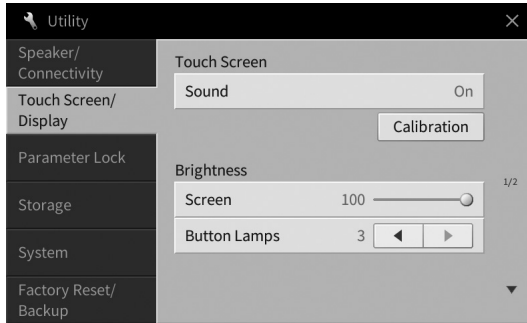 Utility
Speaker/
Connectivity
Touch Screen/
Display
Parameter Lock
Storage
System
Factory Reset/
Backup
Touch Screen
Sound On
Calibration
Brightness
Screen 100
Button Lamps 3
1/2